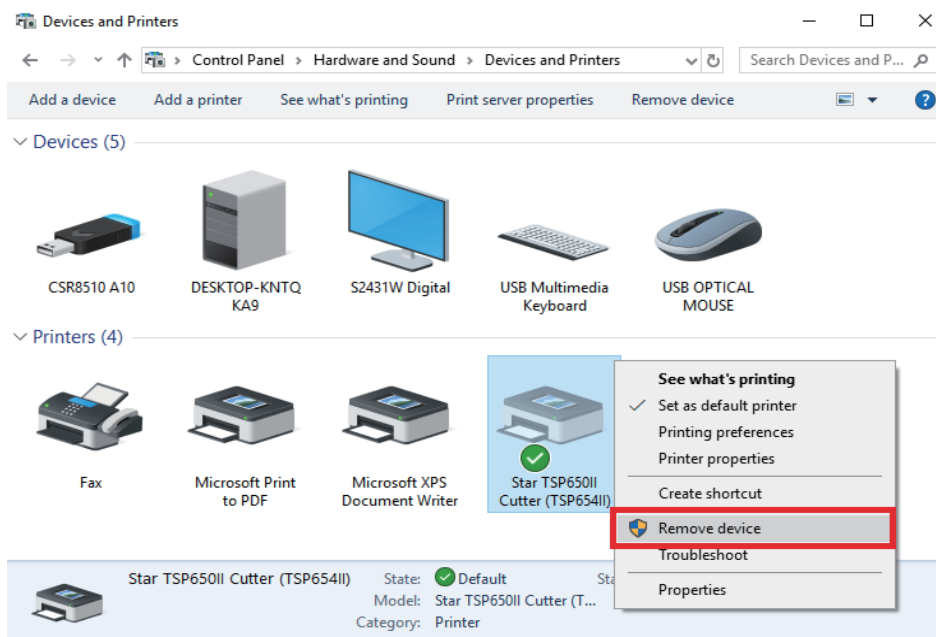 Devices and Printers
Control Panel > Hardware and Sound > Devices and Printers
Search Devices and P...
Add a device
Add a printer
See what's printing
Print server properties
Remove device
?
Devices (5)
CSR8510 A10
DESKTOP-KNTQ
KA9
S2431W Digital
USB Multimedia
Keyboard
USB OPTICAL
MOUSE
Printers (4)
Fax
Microsoft Print
to PDF
Microsoft XPS
Document Writer
Star TSP650II
Cutter (TSP654II)
See what's printing
Set as default printer
Printing preferences
Printer properties
Create shortcut
Remove device
Troubleshoot
Properties
Star TSP650II Cutter (TSP654II)
State: Default
Model: Star TSP650II Cutter (T...
Category: Printer